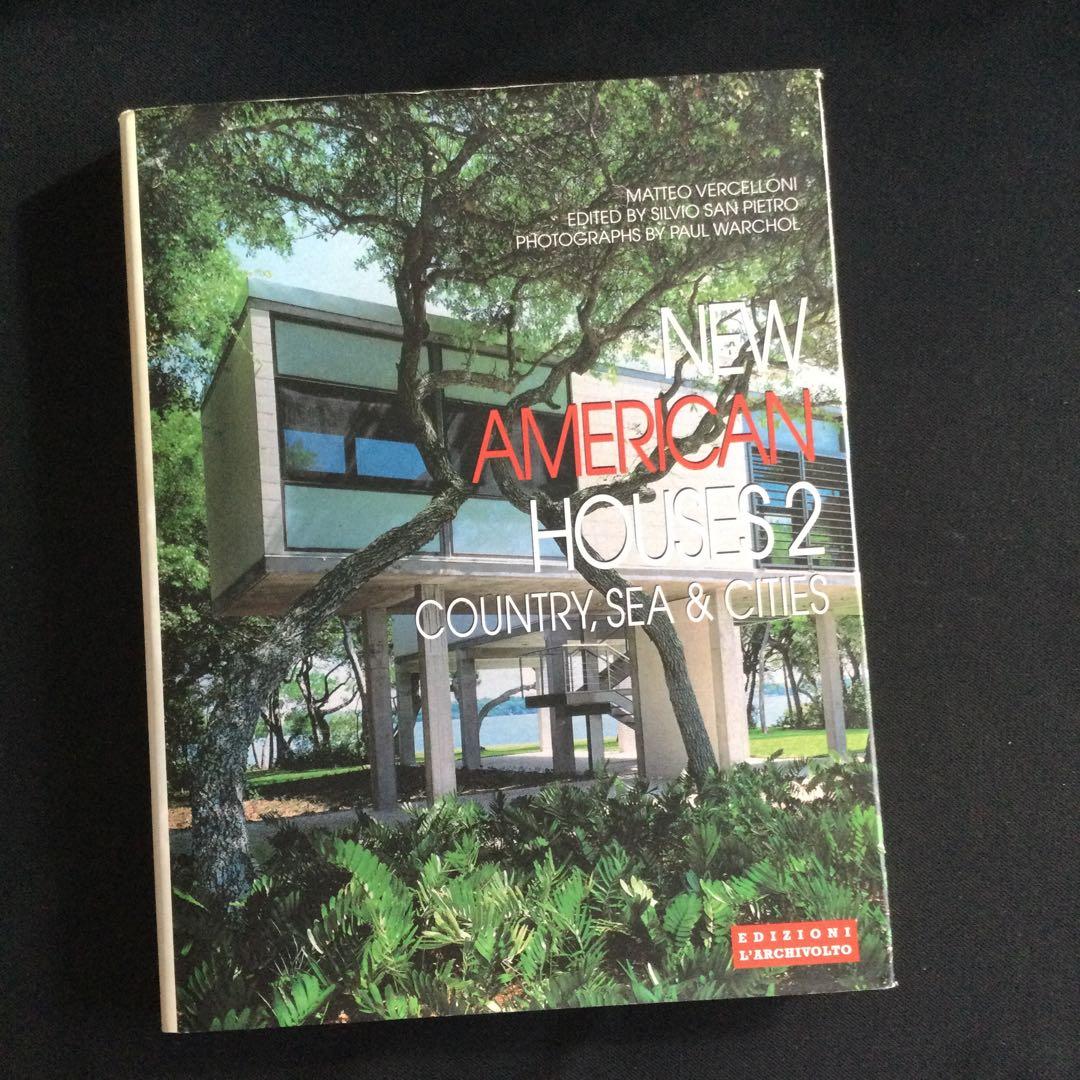 MATTEO VERCELLONI
EDITED BY SILVIO SAN PIETRO
PHOTOGRAPHS BY PAUL WARCHOL
NEW
AMERICAN
HOUSES 2
COUNTRY, SEA & CITIES
EDIZIONI
L'ARCHIVOLTO